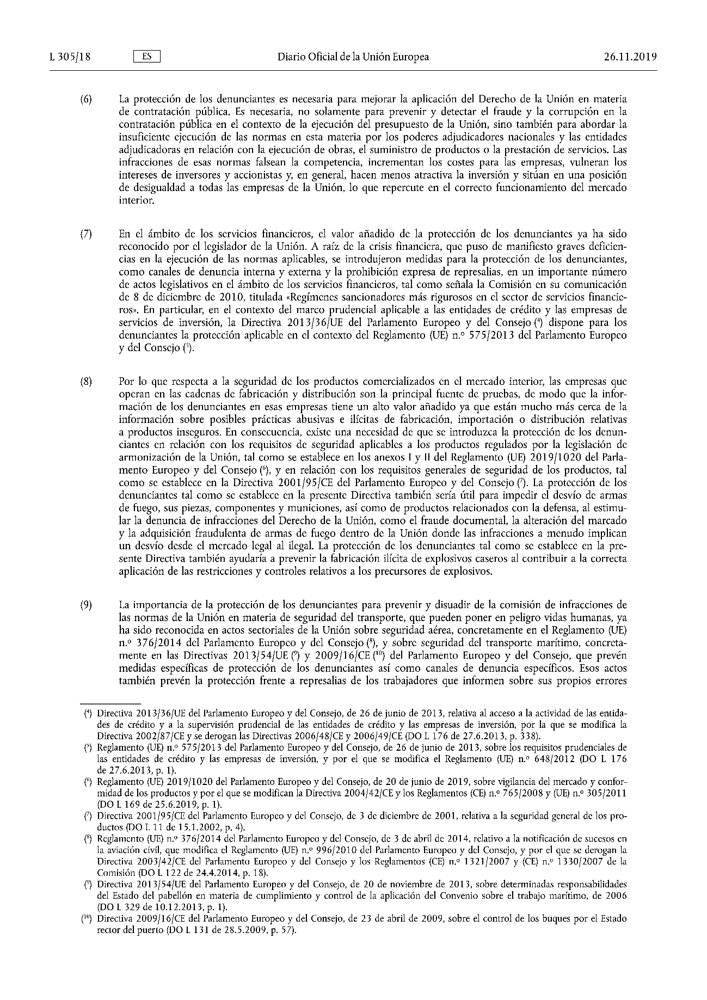 L 305/18
ES
Diario Oficial de la Unión Europea
26.11.2019
(6) La protección de los denunciantes es necesaria para mejorar la aplicación del Derecho de la Unión en materia
de contratación pública. Es necesaria, no solamente para prevenir y detectar el fraude y la corrupción en la
contratación pública en el contexto de la ejecución del presupuesto de la Unión, sino también para abordar la
insuficiente ejecución de las normas en esta materia por los poderes adjudicadores nacionales y las entidades
adjudicadoras en relación con la ejecución de obras, el suministro de productos o la prestación de servicios. Las
infracciones de esas normas falsean la competencia, incrementan los costes para las empresas, vulneran los
intereses de inversores y accionistas y, en general, hacen menos atractiva la inversión y sitúan en una posición
de desigualdad a todas las empresas de la Unión, lo que repercute en el correcto funcionamiento del mercado
interior.
(7) En el ámbito de los servicios financieros, el valor añadido de la protección de los denunciantes ya ha sido
reconocido por el legislador de la Unión. A raíz de la crisis financiera, que puso de manifiesto graves deficien-
cias en la ejecución de las normas aplicables, se introdujeron medidas para la protección de los denunciantes,
como canales de denuncia interna y externa y la prohibición expresa de represalias, en un importante número
de actos legislativos en el ámbito de los servicios financieros, tal como señala la Comisión en su comunicación
de 8 de diciembre de 2010, titulada «Regímenes sancionadores más rigurosos en el sector de servicios financie-
ros». En particular, en el contexto del marco prudencial aplicable a las entidades de crédito y las empresas de
servicios de inversión, la Directiva 2013/36/UE del Parlamento Europeo y del Consejo (⁴) dispone para los
denunciantes la protección aplicable en el contexto del Reglamento (UE) n.º 575/2013 del Parlamento Europeo
y del Consejo (⁵).
(8) Por lo que respecta a la seguridad de los productos comercializados en el mercado interior, las empresas que
operan en las cadenas de fabricación y distribución son la principal fuente de pruebas, de modo que la infor-
mación de los denunciantes en esas empresas tiene un alto valor añadido ya que están mucho más cerca de la
información sobre posibles prácticas abusivas e ilícitas de fabricación, importación o distribución relativas
a productos inseguros. En consecuencia, existe una necesidad de que se introduzca la protección de los denun-
ciantes en relación con los requisitos de seguridad aplicables a los productos regulados por la legislación de
armonización de la Unión, tal como se establece en los anexos I y II del Reglamento (UE) 2019/1020 del Parla-
mento Europeo y del Consejo (⁶), y en relación con los requisitos generales de seguridad de los productos, tal
como se establece en la Directiva 2001/95/CE del Parlamento Europeo y del Consejo (⁷). La protección de los
denunciantes tal como se establece en la presente Directiva también sería útil para impedir el desvío de armas
de fuego, sus piezas, componentes y municiones, así como de productos relacionados con la defensa, al estimu-
lar la denuncia de infracciones del Derecho de la Unión, como el fraude documental, la alteración del marcado
y la adquisición fraudulenta de armas de fuego dentro de la Unión donde las infracciones a menudo implican
un desvío desde el mercado legal al ilegal. La protección de los denunciantes tal como se establece en la pre-
sente Directiva también ayudaría a prevenir la fabricación ilícita de explosivos caseros al contribuir a la correcta
aplicación de las restricciones y controles relativos a los precursores de explosivos.
(9) La importancia de la protección de los denunciantes para prevenir y disuadir de la comisión de infracciones de
las normas de la Unión en materia de seguridad del transporte, que pueden poner en peligro vidas humanas, ya
ha sido reconocida en actos sectoriales de la Unión sobre seguridad aérea, concretamente en el Reglamento (UE)
n.º 376/2014 del Parlamento Europeo y del Consejo (⁸), y sobre seguridad del transporte marítimo, concreta-
mente en las Directivas 2013/54/UE (⁹) y 2009/16/CE (¹⁰) del Parlamento Europeo y del Consejo, que prevén
medidas específicas de protección de los denunciantes así como canales de denuncia específicos. Esos actos
también prevén la protección frente a represalias de los trabajadores que informen sobre sus propios errores
(⁴) Directiva 2013/36/UE del Parlamento Europeo y del Consejo, de 26 de junio de 2013, relativa al acceso a la actividad de las entida-
des de crédito y a la supervisión prudencial de las entidades de crédito y las empresas de inversión, por la que se modifica la
Directiva 2002/87/CE y se derogan las Directivas 2006/48/CE y 2006/49/CE (DO L 176 de 27.6.2013, p. 338).
(⁵) Reglamento (UE) n.º 575/2013 del Parlamento Europeo y del Consejo, de 26 de junio de 2013, sobre los requisitos prudenciales de
las entidades de crédito y las empresas de inversión, y por el que se modifica el Reglamento (UE) n.º 648/2012 (DO L 176
de 27.6.2013, p. 1).
(⁶) Reglamento (UE) 2019/1020 del Parlamento Europeo y del Consejo, de 20 de junio de 2019, sobre vigilancia del mercado y confor-
midad de los productos y por el que se modifican la Directiva 2004/42/CE y los Reglamentos (CE) n.º 765/2008 y (UE) n.º 305/2011
(DO L 169 de 25.6.2019, p. 1).
(⁷) Directiva 2001/95/CE del Parlamento Europeo y del Consejo, de 3 de diciembre de 2001, relativa a la seguridad general de los pro-
ductos (DO L 11 de 15.1.2002, p. 4).
(⁸) Reglamento (UE) n.º 376/2014 del Parlamento Europeo y del Consejo, de 3 de abril de 2014, relativo a la notificación de sucesos en
la aviación civil, que modifica el Reglamento (UE) n.º 996/2010 del Parlamento Europeo y del Consejo, y por el que se derogan la
Directiva 2003/42/CE del Parlamento Europeo y del Consejo y los Reglamentos (CE) n.º 1321/2007 y (CE) n.º 1330/2007 de la
Comisión (DO L 122 de 24.4.2014, p. 18).
(⁹) Directiva 2013/54/UE del Parlamento Europeo y del Consejo, de 20 de noviembre de 2013, sobre determinadas responsabilidades
del Estado del pabellón en materia de cumplimiento y control de la aplicación del Convenio sobre el trabajo marítimo, de 2006
(DO L 329 de 10.12.2013, p. 1).
(¹⁰) Directiva 2009/16/CE del Parlamento Europeo y del Consejo, de 23 de abril de 2009, sobre el control de los buques por el Estado
rector del puerto (DO L 131 de 28.5.2009, p. 57).